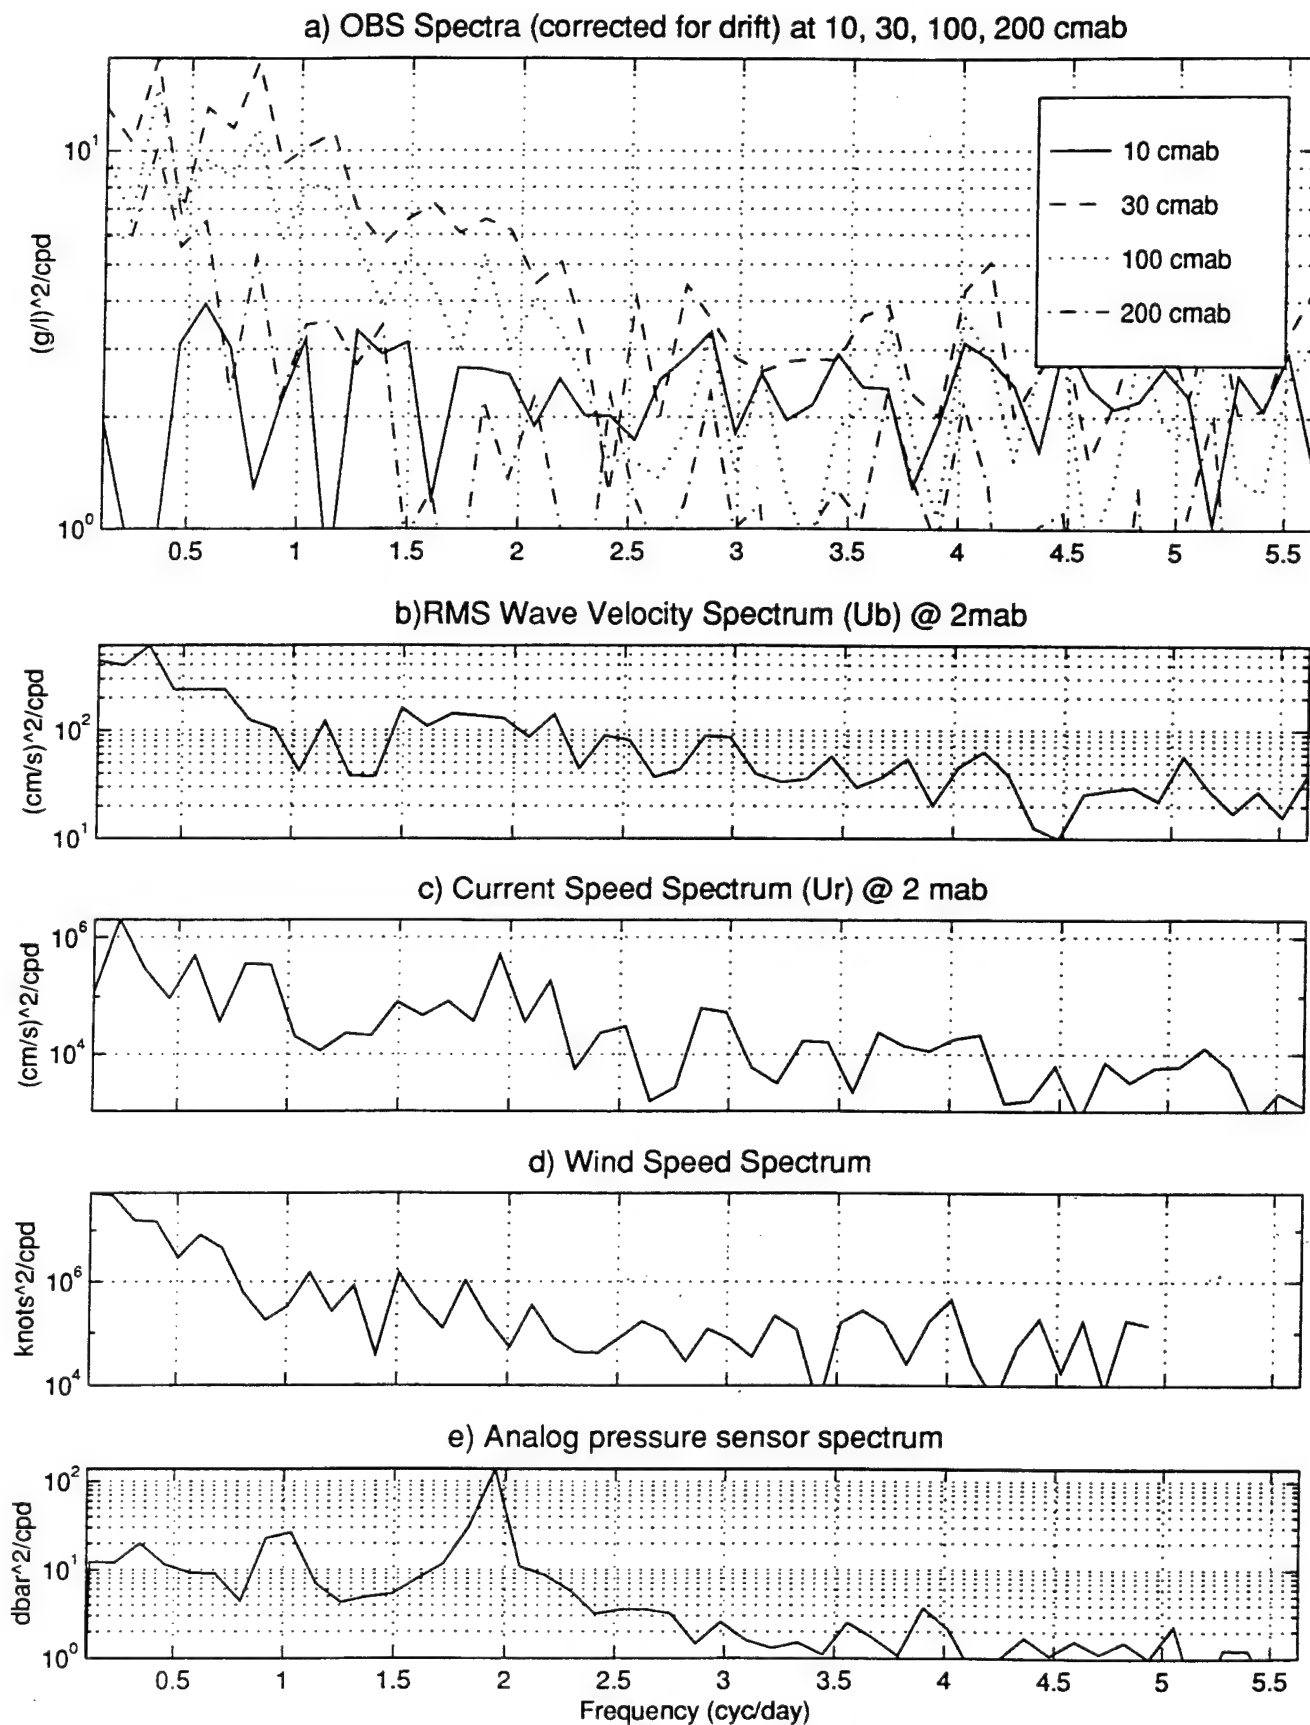 a) OBS Spectra (corrected for drift) at 10, 30, 100, 200 cmab
(g/l)^2/cpd
10^1
10^0
10 cmab
30 cmab
100 cmab
200 cmab
0.5 1 1.5 2 2.5 3 3.5 4 4.5 5 5.5
b)RMS Wave Velocity Spectrum (Ub) @ 2mab
(cm/s)^2/cpd
10^2
10^1
c) Current Speed Spectrum (Ur) @ 2 mab
(cm/s)^2/cpd
10^6
10^4
d) Wind Speed Spectrum
knots^2/cpd
10^6
10^4
e) Analog pressure sensor spectrum
dbar^2/cpd
10^2
10^1
10^0
0.5 1 1.5 2 2.5 3 3.5 4 4.5 5 5.5
Frequency (cyc/day)